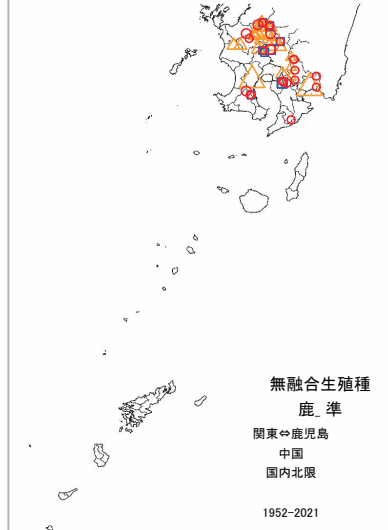 無融合生殖種
鹿_ 準
関東⇔鹿児島
中国
国内北限
1952-2021